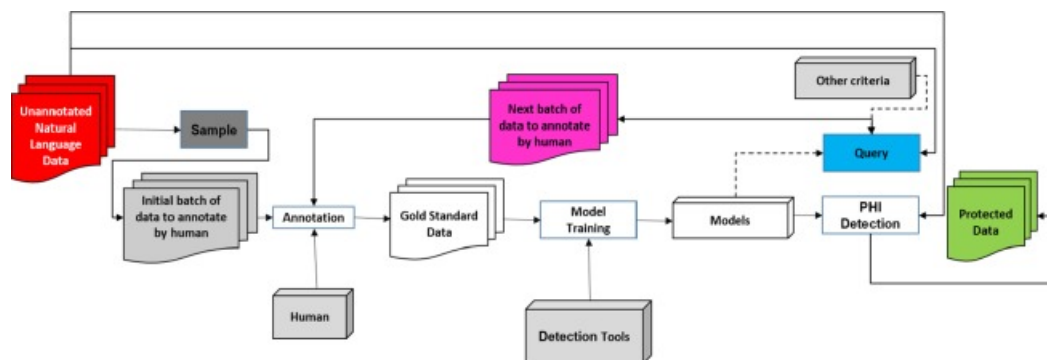 Unannotated
Natural
Language
Data
Sample
Initial batch of
data to annotate
by human
Annotation
Human
Next batch of
data to annotate
by human
Gold Standard
Data
Model
Training
Detection Tools
Models
Other criteria
Query
PHI
Detection
Protected
Data